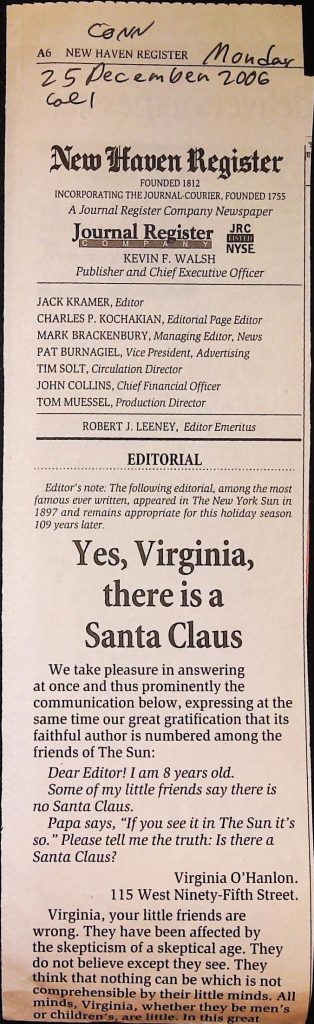 CONN
A6 NEW HAVEN REGISTER Monday
25 December 2006
col 1
New Haven Register
FOUNDED 1812
INCORPORATING THE JOURNAL-COURIER, FOUNDED 1755
A Journal Register Company Newspaper
Journal Register
COMPANY
JRC
LISTED
NYSE
KEVIN F. WALSH
Publisher and Chief Executive Officer
JACK KRAMER, Editor
CHARLES P. KOCHAKIAN, Editorial Page Editor
MARK BRACKENBURY, Managing Editor, News
PAT BURNAGIEL, Vice President, Advertising
TIM SOLT, Circulation Director
JOHN COLLINS, Chief Financial Officer
TOM MUESSEL, Production Director
ROBERT J. LEENEY, Editor Emeritus
EDITORIAL
Editor's note: The following editorial, among the most
famous ever written, appeared in The New York Sun in
1897 and remains appropriate for this holiday season
109 years later.
Yes, Virginia,
there is a
Santa Claus
We take pleasure in answering
at once and thus prominently the
communication below, expressing at the
same time our great gratification that its
faithful author is numbered among the
friends of The Sun:
Dear Editor! I am 8 years old.
Some of my little friends say there is
no Santa Claus.
Papa says, "If you see it in The Sun it's
so." Please tell me the truth: Is there a
Santa Claus?
Virginia O'Hanlon.
115 West Ninety-Fifth Street.
Virginia, your little friends are
wrong. They have been affected by
the skepticism of a skeptical age. They
do not believe except they see. They
think that nothing can be which is not
comprehensible by their little minds. All
minds, Virginia, whether they be men's
or children's, are little. In this great